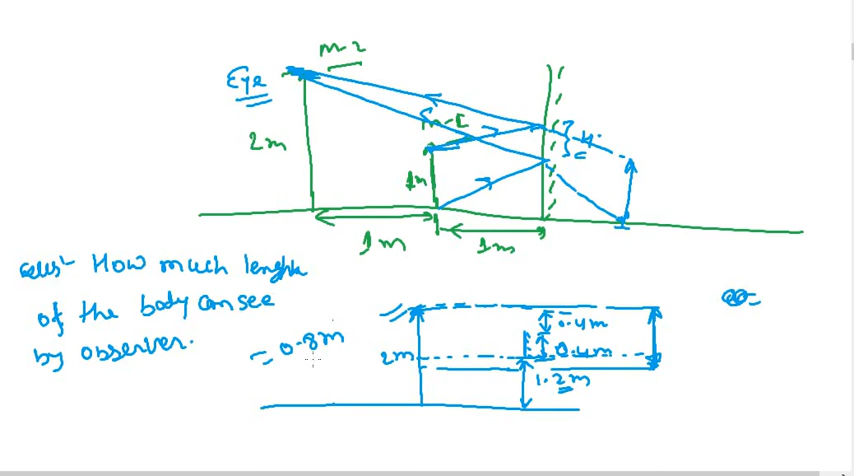 m-2
Eye
m-1
2m
1m
1m
1m
Ques- How much length
of the body can see
by observer.
= 0.8m
0.4m
2m
0.4m
1.2m